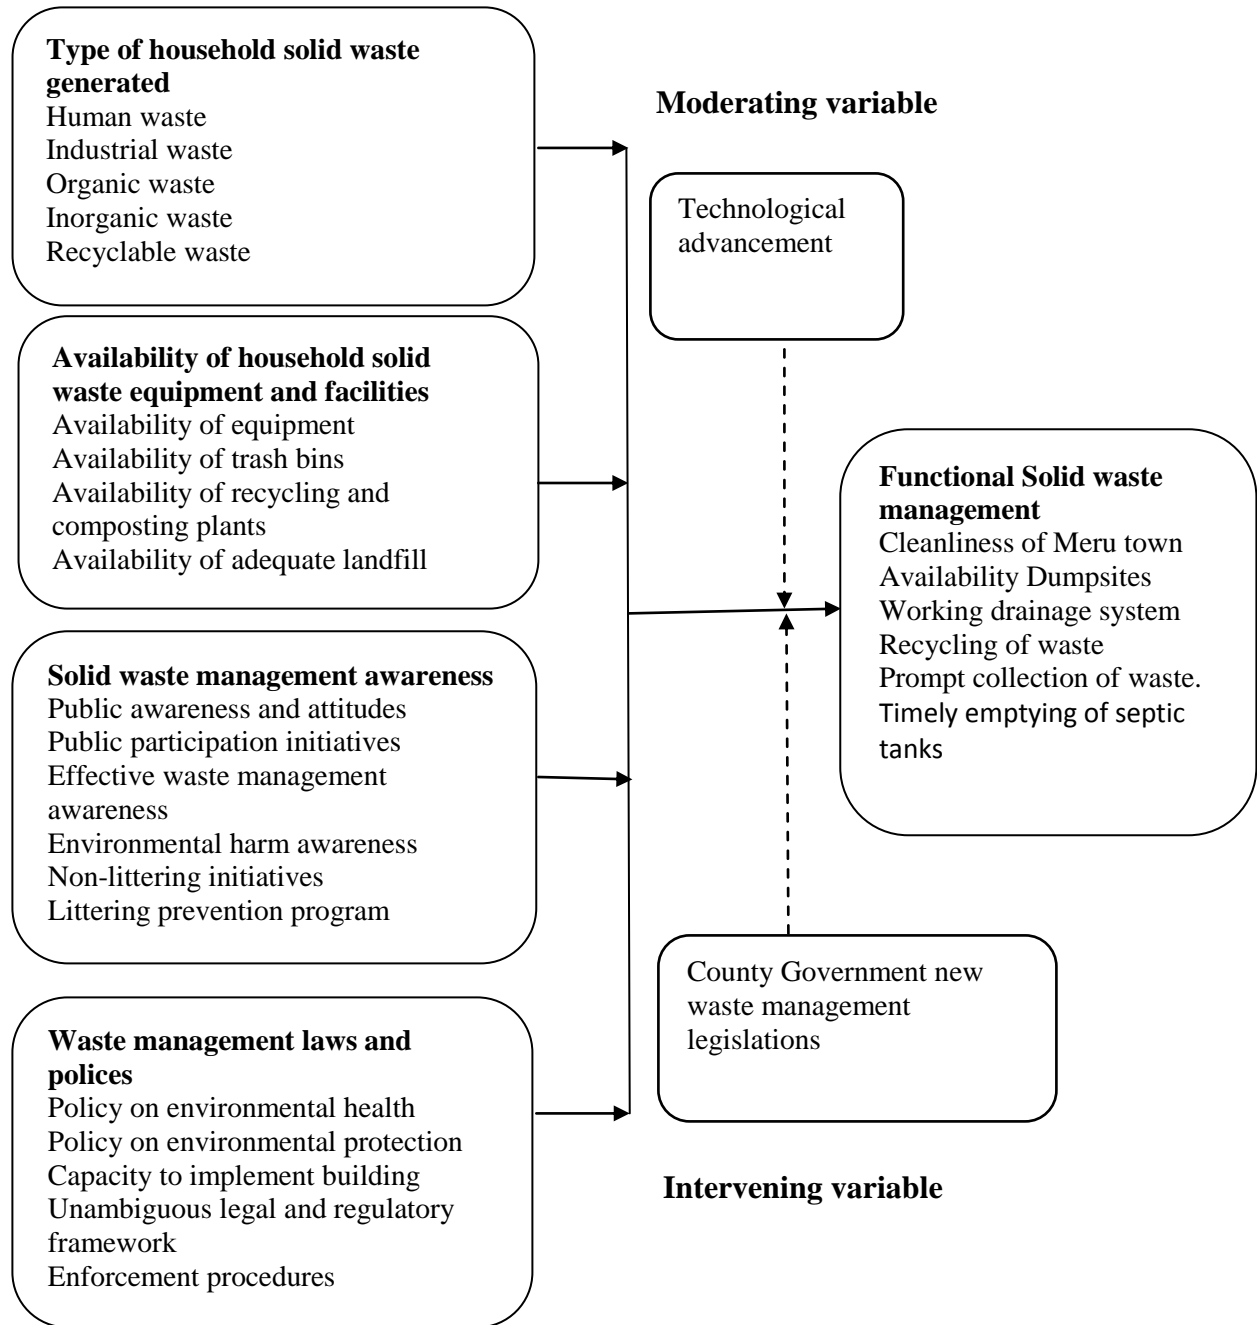 Type of household solid waste
generated
Human waste
Industrial waste
Organic waste
Inorganic waste
Recyclable waste
Availability of household solid
waste equipment and facilities
Availability of equipment
Availability of trash bins
Availability of recycling and
composting plants
Availability of adequate landfill
Solid waste management awareness
Public awareness and attitudes
Public participation initiatives
Effective waste management
awareness
Environmental harm awareness
Non-littering initiatives
Littering prevention program
Waste management laws and
polices
Policy on environmental health
Policy on environmental protection
Capacity to implement building
Unambiguous legal and regulatory
framework
Enforcement procedures
Moderating variable
Technological
advancement
County Government new
waste management
legislations
Intervening variable
Functional Solid waste
management
Cleanliness of Meru town
Availability Dumpsites
Working drainage system
Recycling of waste
Prompt collection of waste.
Timely emptying of septic
tanks